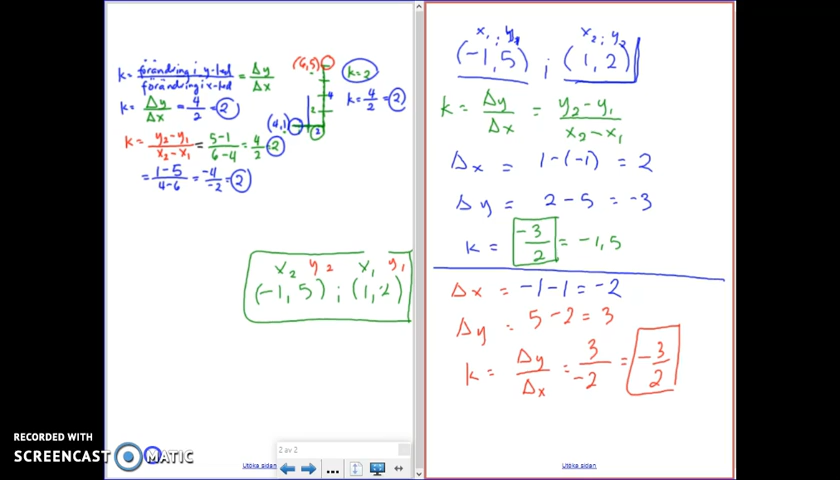 k = förändring i y-led / förändring i x-led = Δy / Δx
k = Δy / Δx = 4 / 2 = 2
k = y₂ - y₁ / x₂ - x₁ = 5 - 1 / 6 - 4 = 4 / 2 = 2
= 1 - 5 / 4 - 6 = -4 / -2 = 2
(6,5)
k = 2
4
k = 4 / 2 = 2
2
(4,1)
2
x₂ y₂ x₁ y₁
(-1, 5) ; (1, 2)
x₁ ; y₁ x₂ ; y₂
(-1, 5) ; (1, 2)
k = Δy / Δx = y₂ - y₁ / x₂ - x₁
Δx = 1 - (-1) = 2
Δy = 2 - 5 = -3
k = -3 / 2 = -1,5
Δx = -1 - 1 = -2
Δy = 5 - 2 = 3
k = Δy / Δx = 3 / -2 = -3 / 2
RECORDED WITH
SCREENCAST MATIC
2 av 2
Utöka sidan
Utöka sidan